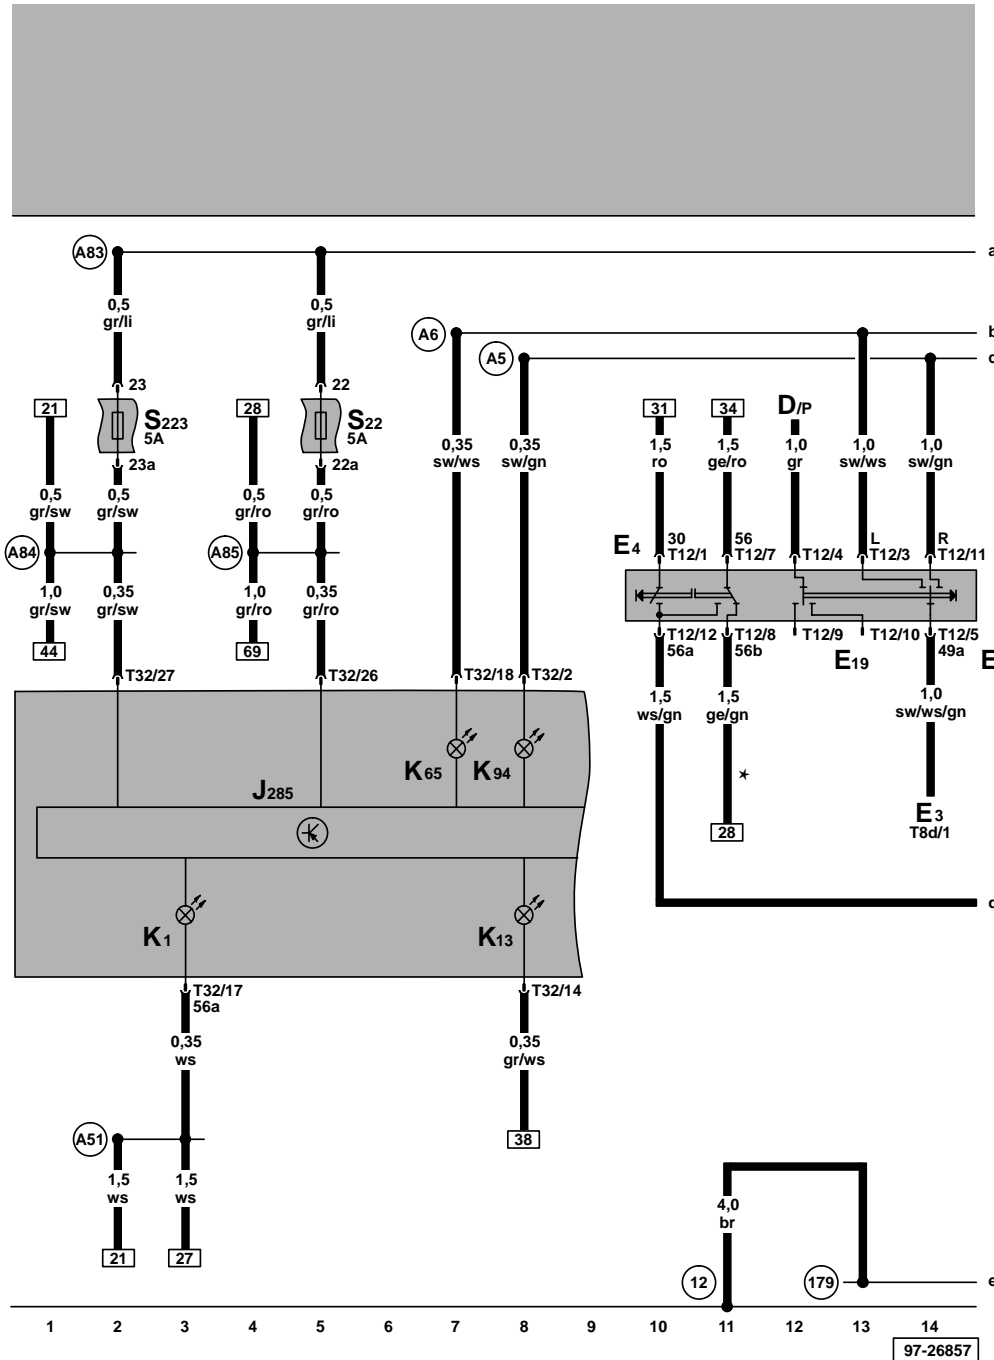 A83
a
0,5
gr/li
0,5
gr/li
A6
b
A5
c
23
22
21
S223
5A
28
S22
5A
31
34
D/P
23a
22a
0,35
sw/ws
0,35
sw/gn
1,5
ro
1,5
ge/ro
1,0
gr
1,0
sw/ws
1,0
sw/gn
0,5
gr/sw
0,5
gr/sw
0,5
gr/ro
0,5
gr/ro
A84
A85
E4
30
T12/1
56
T12/7
T12/4
L
T12/3
R
T12/11
1,0
gr/sw
0,35
gr/sw
1,0
gr/ro
0,35
gr/ro
44
69
T12/12
56a
T12/8
56b
T12/9
T12/10
T12/5
49a
E19
E
T32/27
T32/26
T32/18
T32/2
1,5
ws/gn
1,5
ge/gn
1,0
sw/ws/gn
K65
K94
*
J285
28
E3
T8d/1
d
K1
K13
T32/17
56a
T32/14
0,35
ws
0,35
gr/ws
A51
38
1,5
ws
1,5
ws
4,0
br
21
27
12
179
e
1 2 3 4 5 6 7 8 9 10 11 12 13 14
97-26857